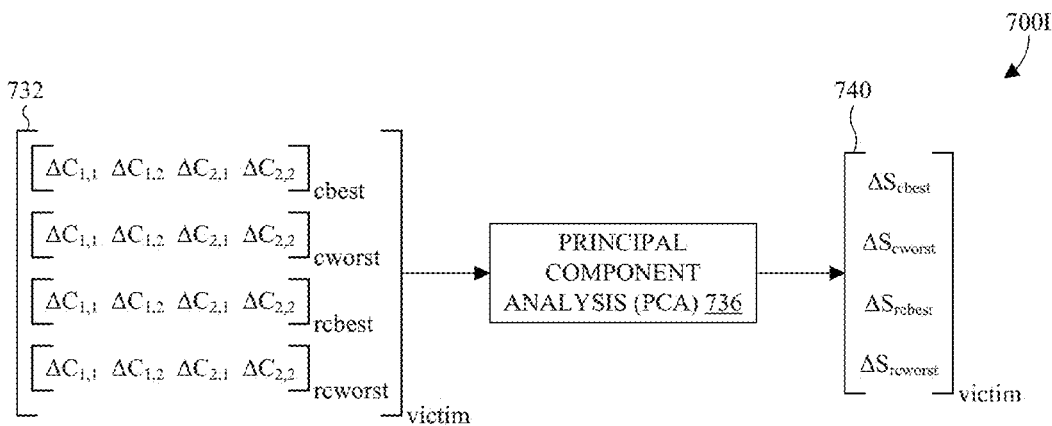 700I
732
740
[ΔC1,1 ΔC1,2 ΔC2,1 ΔC2,2]cbest
[ΔC1,1 ΔC1,2 ΔC2,1 ΔC2,2]cworst
[ΔC1,1 ΔC1,2 ΔC2,1 ΔC2,2]rcbest
[ΔC1,1 ΔC1,2 ΔC2,1 ΔC2,2]rcworst
victim
PRINCIPAL
COMPONENT
ANALYSIS (PCA) 736
ΔScbest
ΔScworst
ΔSrcbest
ΔSrcworst
victim